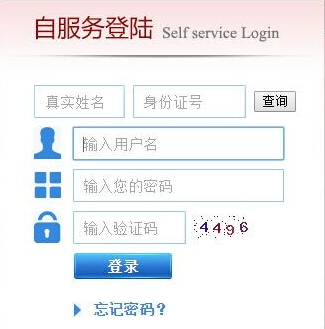 自服务登陆 Self service Login
真实姓名 身份证号 查询
输入用户名
输入您的密码
输入验证码 4496
登录
忘记密码？